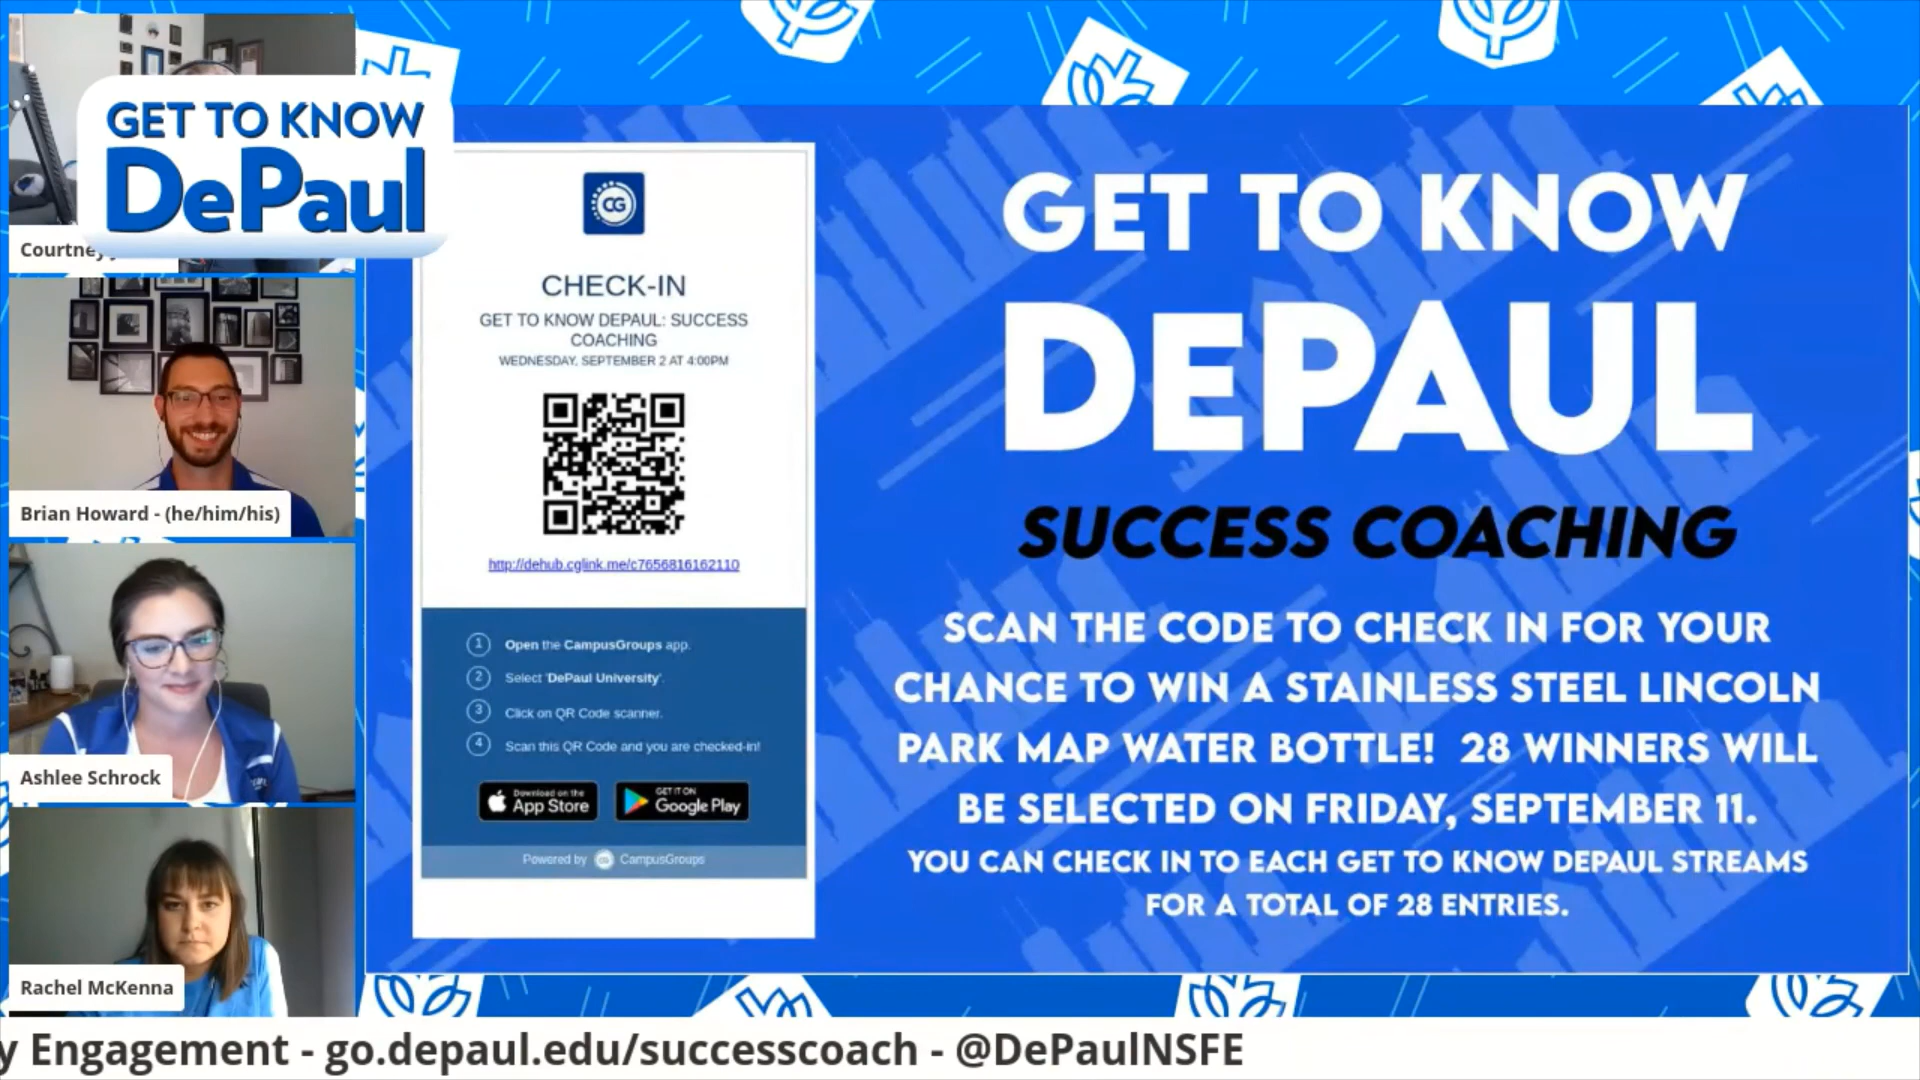 GET TO KNOW
DePaul
Courtney
Brian Howard - (he/him/his)
Ashlee Schrock
Rachel McKenna
CG
CHECK-IN
GET TO KNOW DEPAUL: SUCCESS
COACHING
WEDNESDAY, SEPTEMBER 2 AT 4:00PM
http://dehub.cglink.me/c7656816162110
1 Open the CampusGroups app.
2 Select 'DePaul University'.
3 Click on QR Code scanner.
4 Scan this QR Code and you are checked-in!
Download on the
App Store
GET IT ON
Google Play
Powered by CG CampusGroups
GET TO KNOW
DEPAUL
SUCCESS COACHING
SCAN THE CODE TO CHECK IN FOR YOUR
CHANCE TO WIN A STAINLESS STEEL LINCOLN
PARK MAP WATER BOTTLE! 28 WINNERS WILL
BE SELECTED ON FRIDAY, SEPTEMBER 11.
YOU CAN CHECK IN TO EACH GET TO KNOW DEPAUL STREAMS
FOR A TOTAL OF 28 ENTRIES.
y Engagement - go.depaul.edu/successcoach - @DePaulNSFE